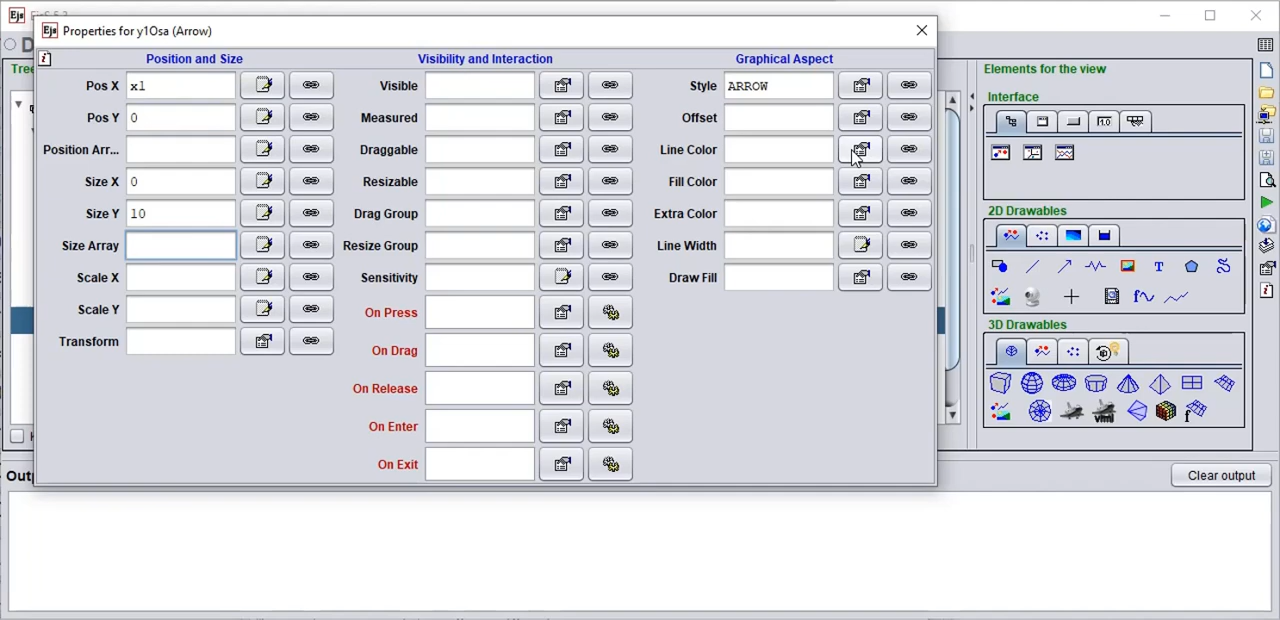 Ejs
Properties for y1Osa (Arrow)
Position and Size
Visibility and Interaction
Graphical Aspect
Pos X x1
Visible
Style ARROW
Pos Y 0
Measured
Offset
Position Arr...
Draggable
Line Color
Size X 0
Resizable
Fill Color
Size Y 10
Drag Group
Extra Color
Size Array
Resize Group
Line Width
Scale X
Sensitivity
Draw Fill
Scale Y
On Press
Transform
On Drag
On Release
On Enter
On Exit
Tree
Elements for the view
Interface
2D Drawables
3D Drawables
Outp
Clear output